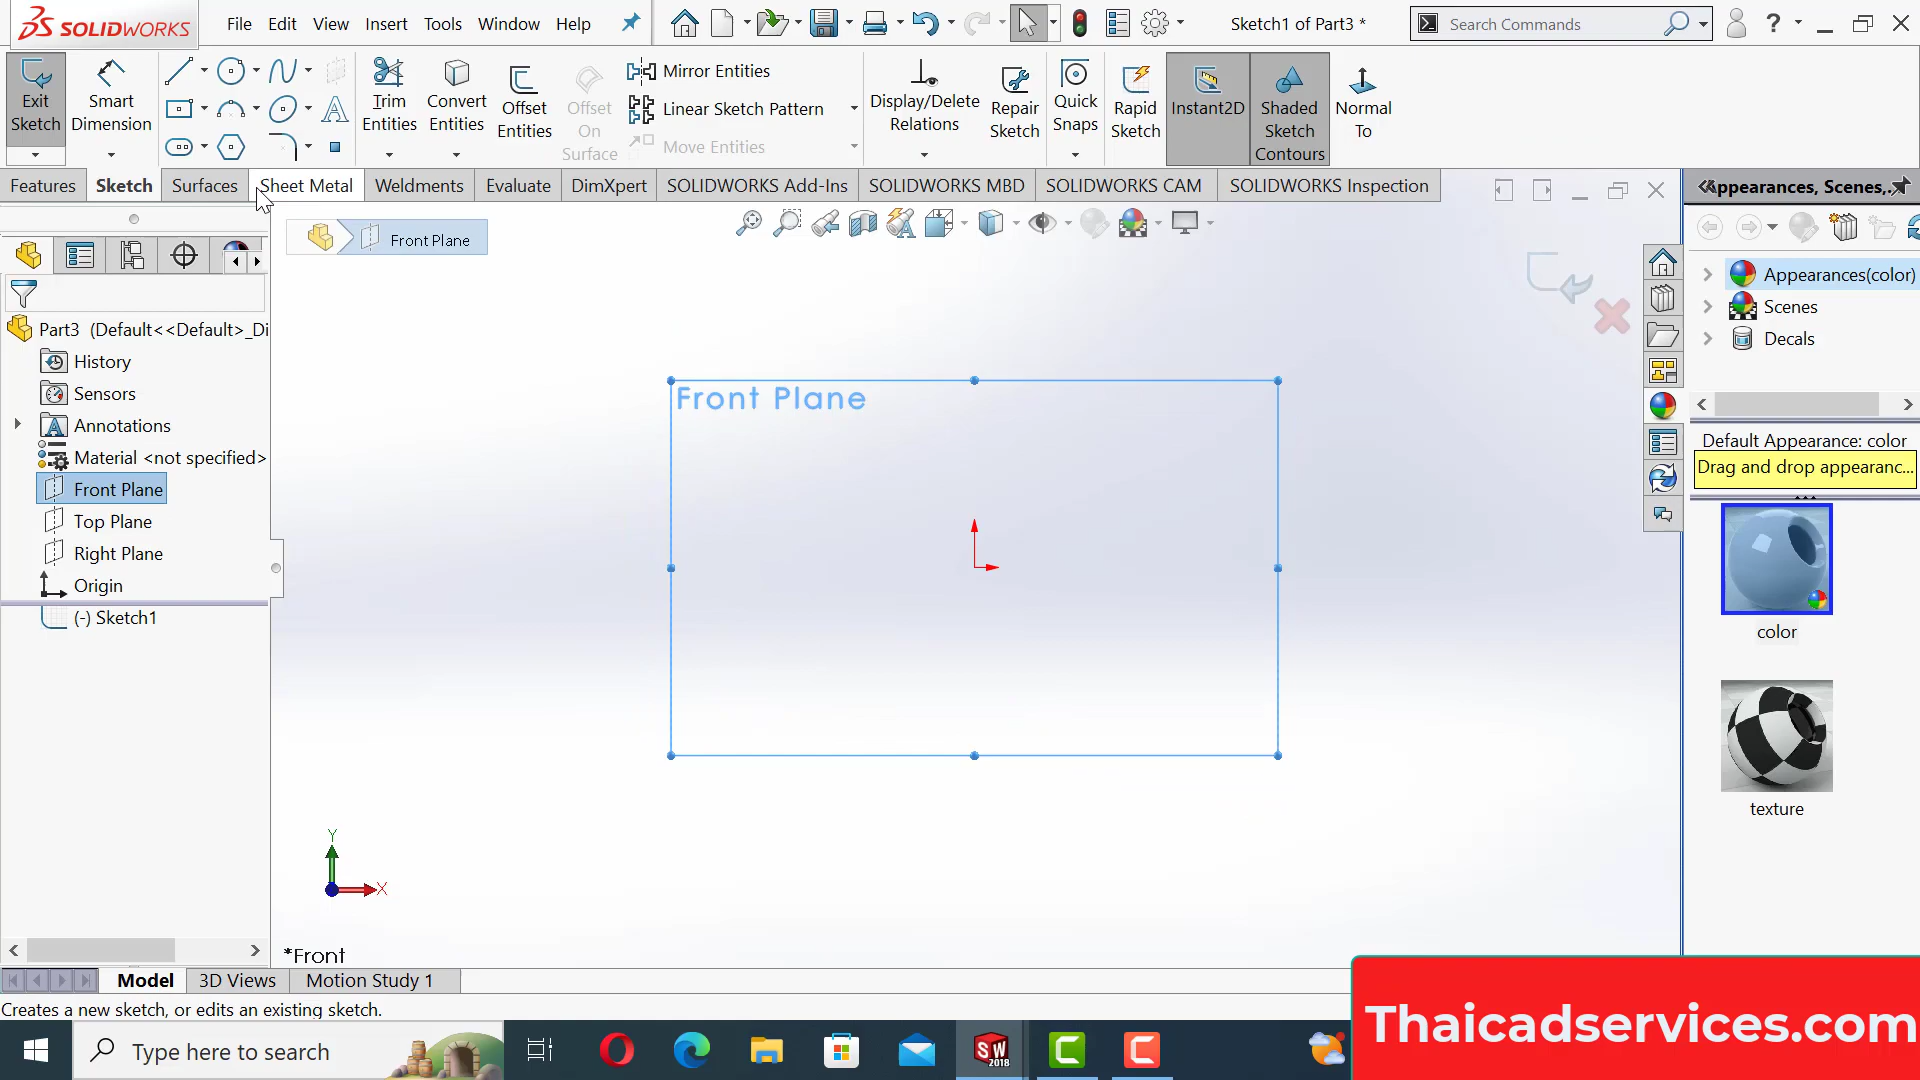 SOLIDWORKS File Edit View Insert Tools Window Help Sketch1 of Part3 * Search Commands ?
Exit Sketch
Smart Dimension
Trim Entities
Convert Entities
Offset Entities
Offset On Surface
Mirror Entities
Linear Sketch Pattern
Move Entities
Display/Delete Relations
Repair Sketch
Quick Snaps
Rapid Sketch
Instant2D
Shaded Sketch Contours
Normal To
Features Sketch Surfaces Sheet Metal Weldments Evaluate DimXpert SOLIDWORKS Add-Ins SOLIDWORKS MBD SOLIDWORKS CAM SOLIDWORKS Inspection
Appearances, Scenes,...
Front Plane
Part3 (Default<<Default>_Di
History
Sensors
Annotations
Material <not specified>
Front Plane
Top Plane
Right Plane
Origin
(-) Sketch1
Front Plane
Y
X
*Front
Appearances(color)
Scenes
Decals
Default Appearance: color
Drag and drop appearanc...
color
texture
Model 3D Views Motion Study 1
Creates a new sketch, or edits an existing sketch.
Type here to search
SW
2018
Thaicadservices.com